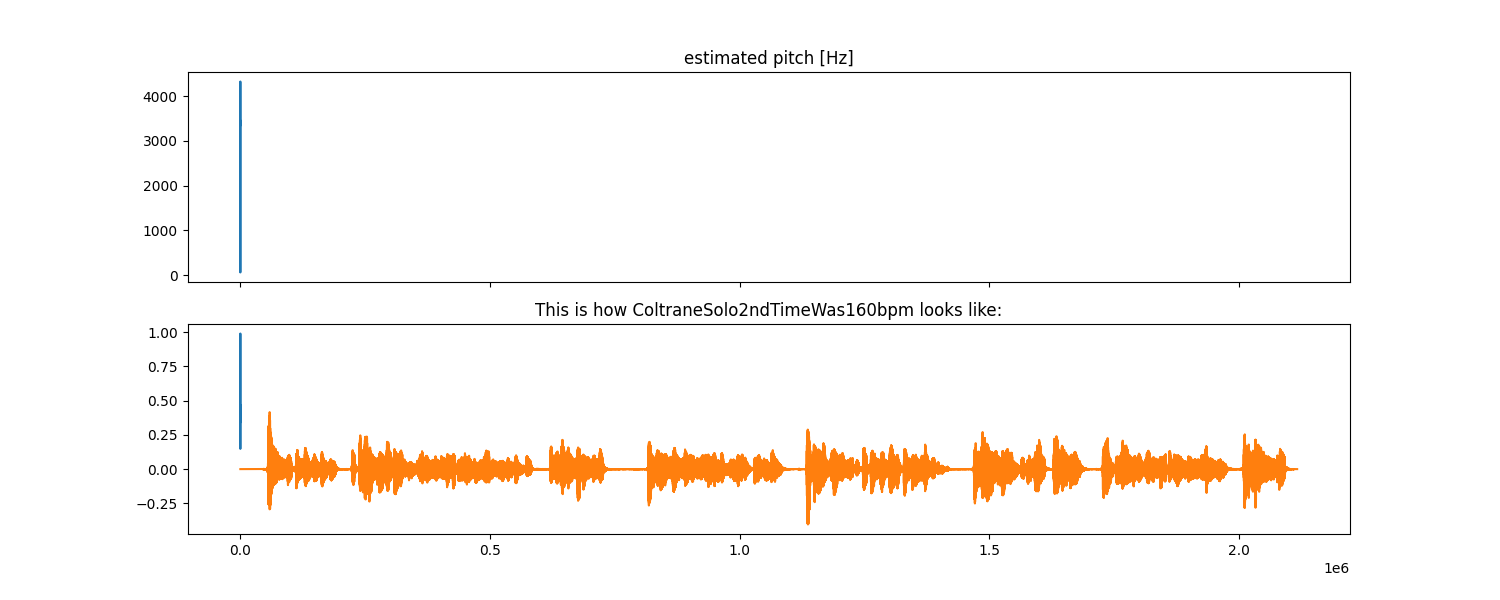 estimated pitch [Hz]
4000
3000
2000
1000
0
This is how ColtraneSolo2ndTimeWas160bpm looks like:
1.00
0.75
0.50
0.25
0.00
−0.25
0.0 0.5 1.0 1.5 2.0
1e6